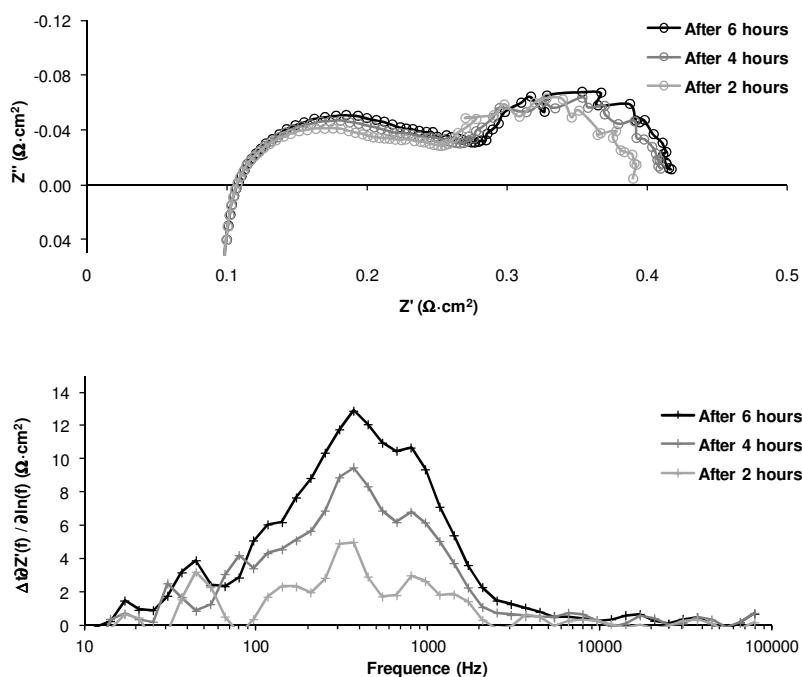 -0.12
-0.08
-0.04
0.00
0.04
Z'' (Ω·cm²)
After 6 hours
After 4 hours
After 2 hours
0 0.1 0.2 0.3 0.4 0.5
Z' (Ω·cm²)
14
12
10
8
6
4
2
0
Δt∂Z'(f) / ∂ln(f) (Ω·cm²)
After 6 hours
After 4 hours
After 2 hours
10 100 1000 10000 100000
Frequence (Hz)